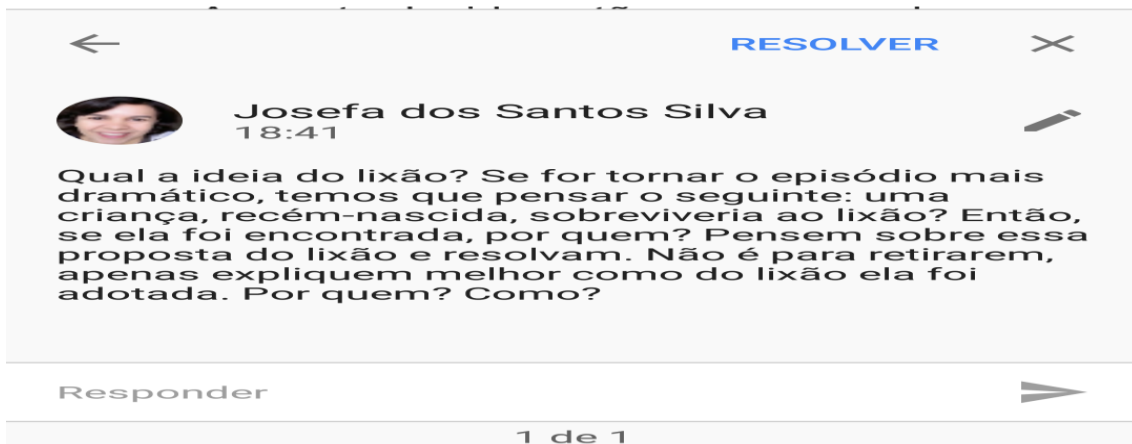 RESOLVER
Josefa dos Santos Silva
18:41
Qual a ideia do lixão? Se for tornar o episódio mais
dramático, temos que pensar o seguinte: uma
criança, recém-nascida, sobreviveria ao lixão? Então,
se ela foi encontrada, por quem? Pensem sobre essa
proposta do lixão e resolvam. Não é para retirarem,
apenas expliquem melhor como do lixão ela foi
adotada. Por quem? Como?
Responder
1 de 1